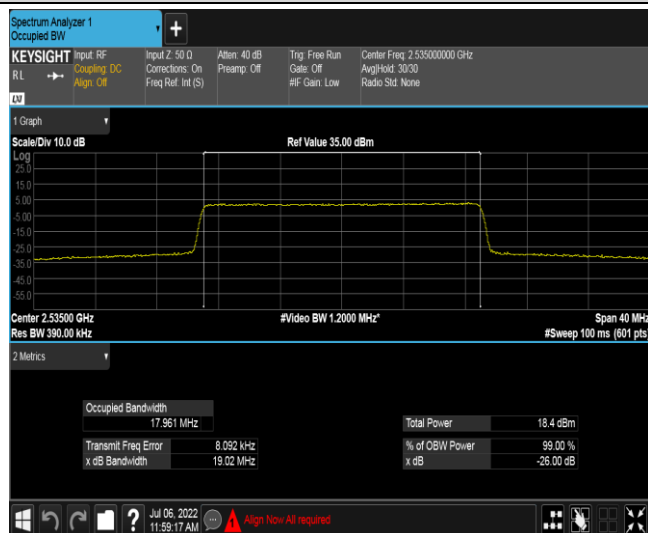 Spectrum Analyzer 1
Occupied BW
+
KEYSIGHT Input: RF Input Z: 50 Ω Atten: 40 dB Trig: Free Run Center Freq: 2.535000000 GHz
RL Coupling: DC Corrections: On Preamp: Off Gate: Off Avg|Hold: 30/30
Align: Off Freq Ref: Int (S) #IF Gain: Low Radio Std: None
LXI
1 Graph
Scale/Div 10.0 dB Ref Value 35.00 dBm
Log
25.0
15.0
5.00
-5.00
-15.0
-25.0
-35.0
-45.0
-55.0
Center 2.53500 GHz #Video BW 1.2000 MHz* Span 40 MHz
Res BW 390.00 kHz #Sweep 100 ms (601 pts)
2 Metrics
Occupied Bandwidth
17.961 MHz Total Power 18.4 dBm
Transmit Freq Error 8.092 kHz % of OBW Power 99.00 %
x dB Bandwidth 19.02 MHz x dB -26.00 dB
? Jul 06, 2022
11:59:17 AM
1 Align Now All required